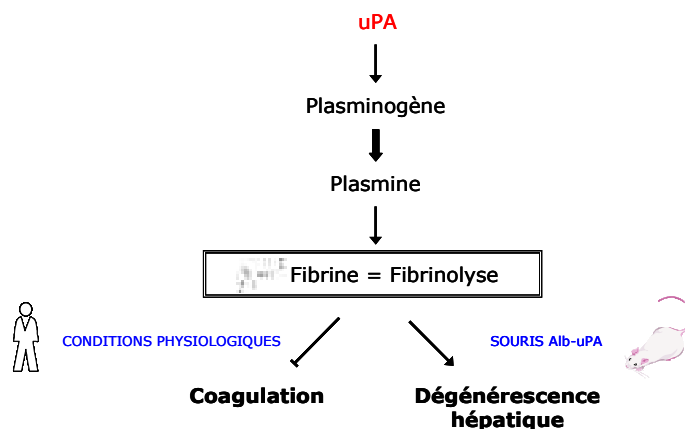 uPA
Plasminogène
Plasmine
Fibrine = Fibrinolyse
CONDITIONS PHYSIOLOGIQUES
SOURIS Alb-uPA
Coagulation
Dégénérescence
hépatique